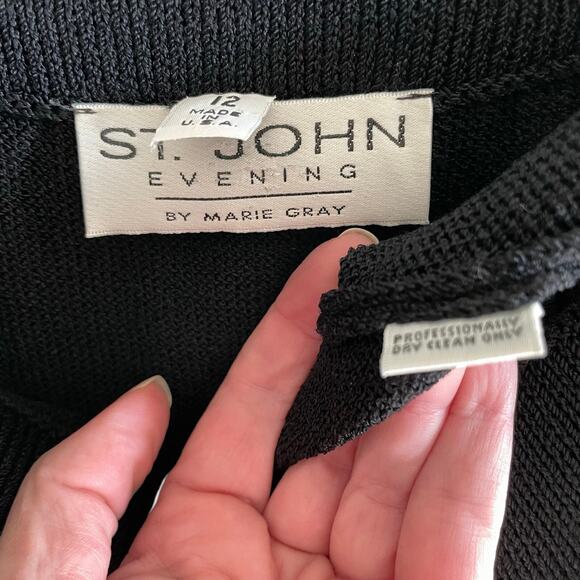 12
MADE
IN
U.S.A.
ST. JOHN
EVENING
BY MARIE GRAY
PROFESSIONALLY
DRY CLEAN ONLY